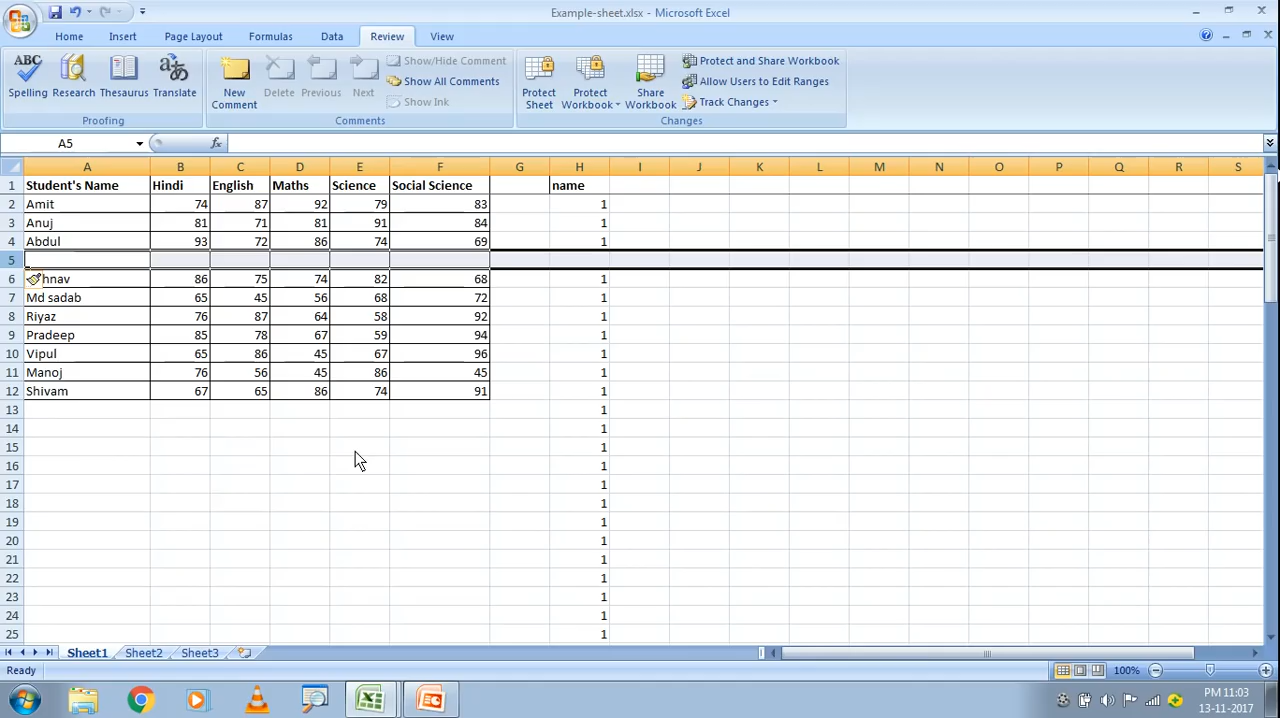 Example-sheet.xlsx - Microsoft Excel
Home Insert Page Layout Formulas Data Review View
ABC
Spelling Research Thesaurus Translate
Proofing
New Comment Delete Previous Next
Show/Hide Comment
Show All Comments
Show Ink
Comments
Protect Sheet Protect Workbook Share Workbook
Protect and Share Workbook
Allow Users to Edit Ranges
Track Changes
Changes
A5 fx
A B C D E F G H I J K L M N O P Q R S
1 Student's Name Hindi English Maths Science Social Science name
2 Amit 74 87 92 79 83 1
3 Anuj 81 71 81 91 84 1
4 Abdul 93 72 86 74 69 1
5
6 hnav 86 75 74 82 68 1
7 Md sadab 65 45 56 68 72 1
8 Riyaz 76 87 64 58 92 1
9 Pradeep 85 78 67 59 94 1
10 Vipul 65 86 45 67 96 1
11 Manoj 76 56 45 86 45 1
12 Shivam 67 65 86 74 91 1
13 1
14 1
15 1
16 1
17 1
18 1
19 1
20 1
21 1
22 1
23 1
24 1
25 1
Sheet1 Sheet2 Sheet3
Ready 100%
PM 11:03
13-11-2017